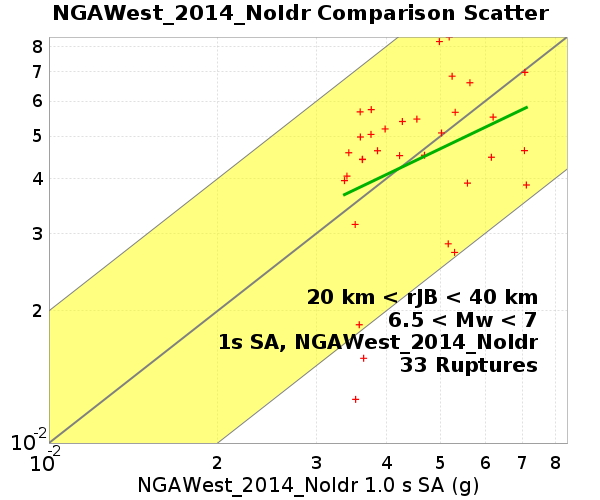 NGAWest_2014_NoIdr Comparison Scatter
8
7
6
5
4
3
2
10-2
20 km < rJB < 40 km
6.5 < Mw < 7
1s SA, NGAWest_2014_NoIdr
33 Ruptures
10-2 2 3 4 5 6 7 8
NGAWest_2014_NoIdr 1.0 s SA (g)